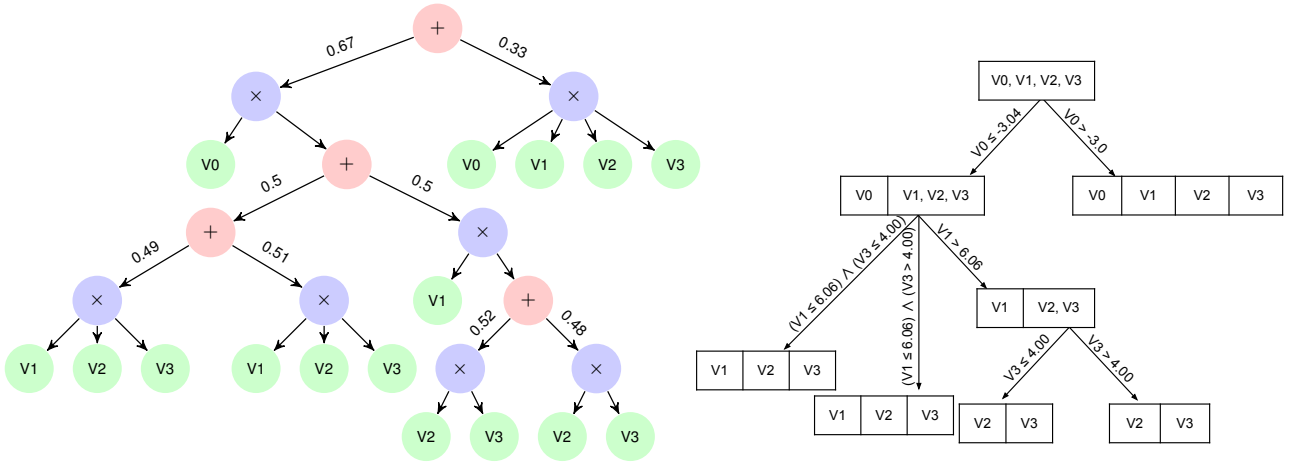 +
0.67
0.33
×
×
V0
+
V0
V1
V2
V3
0.5
0.5
+
×
0.49
0.51
×
×
V1
+
0.52
0.48
V1
V2
V3
V1
V2
V3
×
×
V2
V3
V2
V3
V0, V1, V2, V3
V0 ≤ -3.04
V0 > -3.0
V0
V1, V2, V3
V0
V1
V2
V3
(V1 ≤ 6.06) ∧ (V3 ≤ 4.00)
(V1 ≤ 6.06) ∧ (V3 > 4.00)
V1 > 6.06
V1
V2, V3
V3 ≤ 4.00
V3 > 4.00
V1
V2
V3
V1
V2
V3
V2
V3
V2
V3